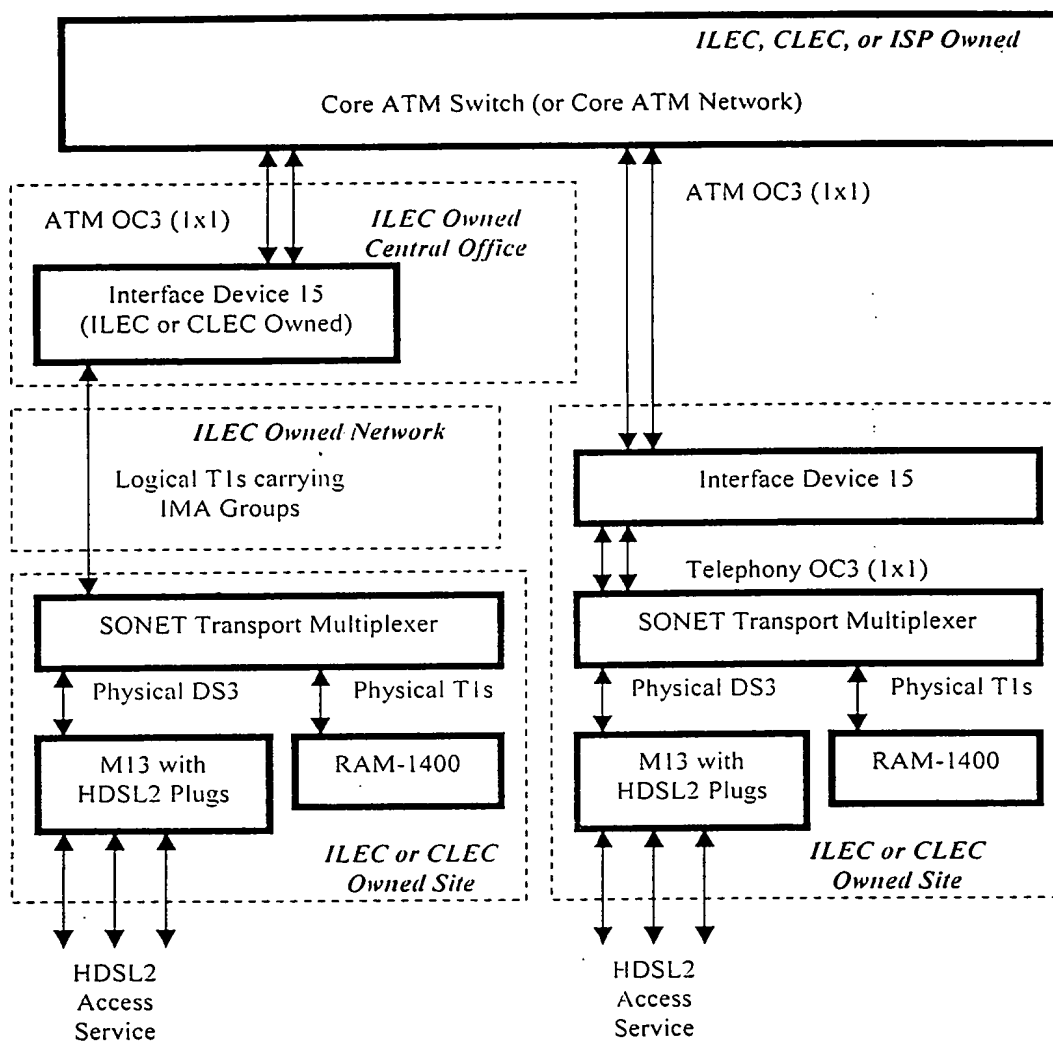 ILEC, CLEC, or ISP Owned
Core ATM Switch (or Core ATM Network)
ATM OC3 (1x1)
ILEC Owned
Central Office
Interface Device 15
(ILEC or CLEC Owned)
ATM OC3 (1x1)
ILEC Owned Network
Logical T1s carrying
IMA Groups
Interface Device 15
Telephony OC3 (1x1)
SONET Transport Multiplexer
Physical DS3
Physical T1s
M13 with
HDSL2 Plugs
RAM-1400
ILEC or CLEC
Owned Site
HDSL2
Access
Service
SONET Transport Multiplexer
Physical DS3
Physical T1s
M13 with
HDSL2 Plugs
RAM-1400
ILEC or CLEC
Owned Site
HDSL2
Access
Service